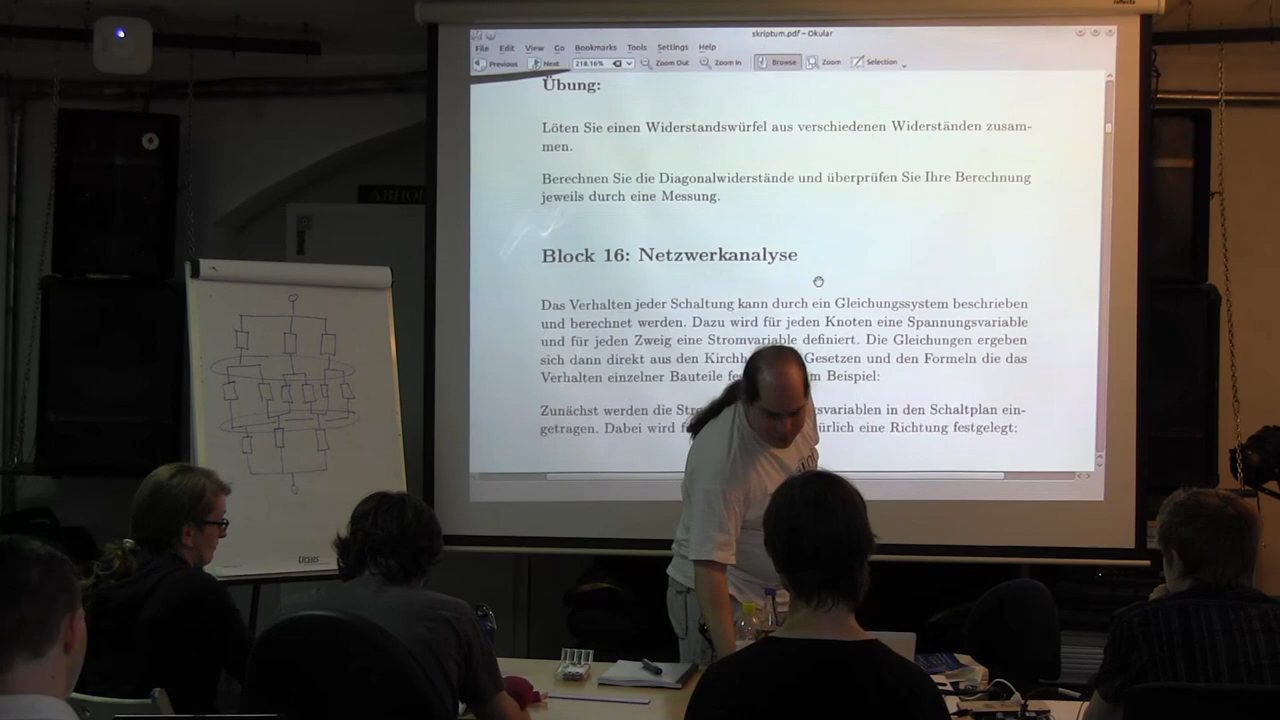 reflecta
skriptum.pdf – Okular
File Edit View Go Bookmarks Tools Settings Help
Previous Next 218.16% Zoom Out Zoom In Browse Zoom Selection
Übung:
Löten Sie einen Widerstandswürfel aus verschiedenen Widerständen zusam-
men.
Berechnen Sie die Diagonalwiderstände und überprüfen Sie Ihre Berechnung
jeweils durch eine Messung.
Block 16: Netzwerkanalyse
Das Verhalten jeder Schaltung kann durch ein Gleichungssystem beschrieben
und berechnet werden. Dazu wird für jeden Knoten eine Spannungsvariable
und für jeden Zweig eine Stromvariable definiert. Die Gleichungen ergeben
sich dann direkt aus den Kirchh Gesetzen und den Formeln die das
Verhalten einzelner Bauteile fes m Beispiel:
Zunächst werden die Str svariablen in den Schaltplan ein-
getragen. Dabei wird f ürlich eine Richtung festgelegt: